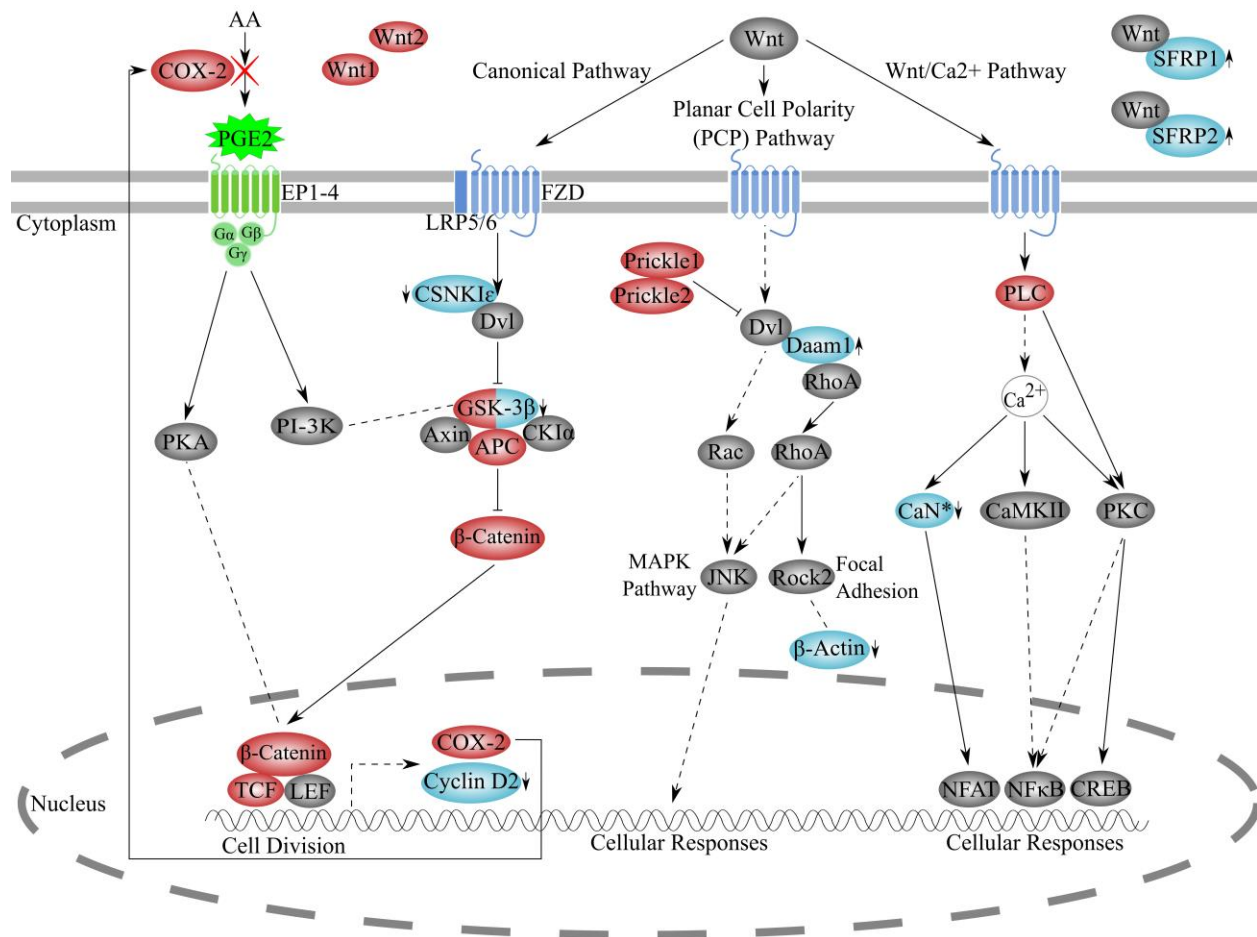 AA
COX-2
Wnt1
Wnt2
Wnt
Canonical Pathway
Planar Cell Polarity
(PCP) Pathway
Wnt/Ca2+ Pathway
Wnt
SFRP1
Wnt
SFRP2
PGE2
EP1-4
Cytoplasm
LRP5/6
FZD
Gα
Gβ
Gγ
CSNKIε
Dvl
Prickle1
Prickle2
Dvl
Daam1
RhoA
PLC
Ca2+
PKA
PI-3K
GSK-3β
Axin
APC
CKIα
Rac
RhoA
CaN*
CaMKII
PKC
β-Catenin
MAPK
Pathway
JNK
Rock2
Focal
Adhesion
β-Actin
Nucleus
β-Catenin
TCF
LEF
COX-2
Cyclin D2
NFAT
NFκB
CREB
Cell Division
Cellular Responses
Cellular Responses